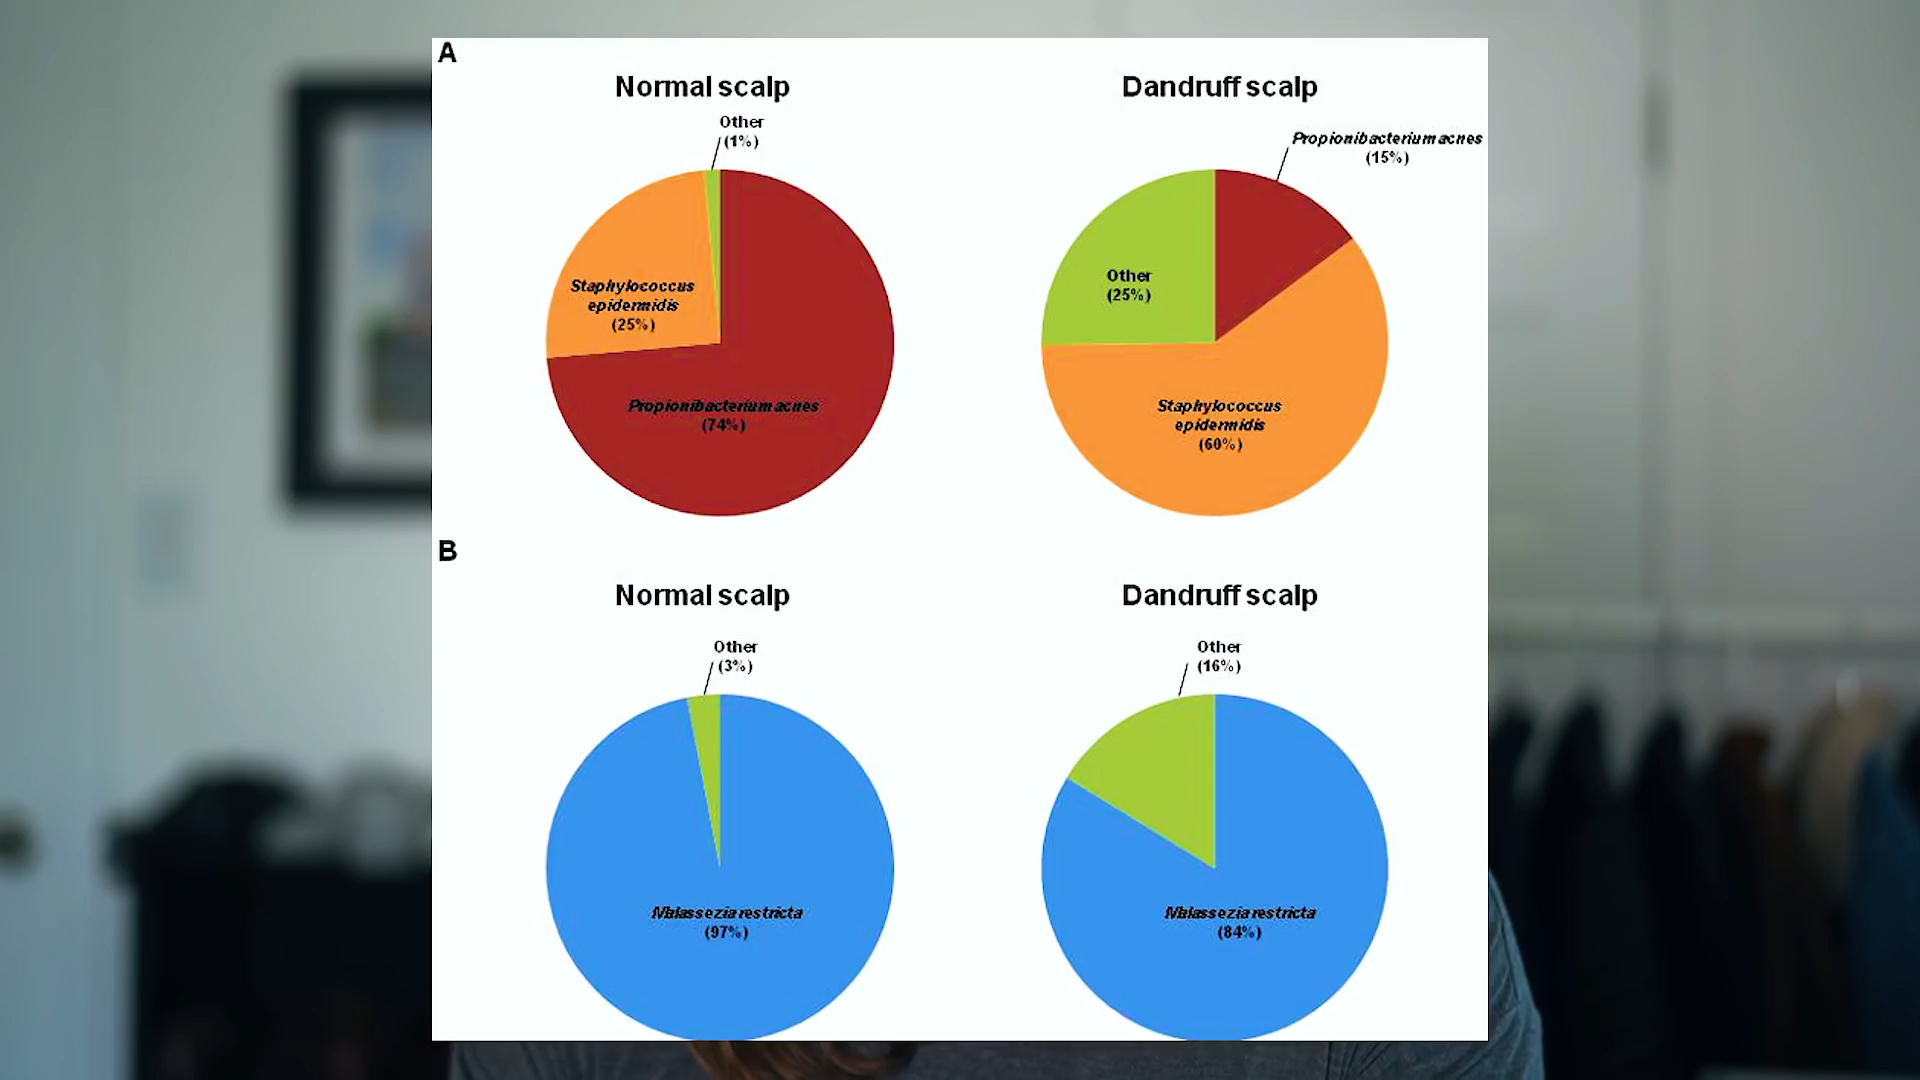 A
Normal scalp
Other
(1%)
Staphylococcus
epidermidis
(25%)
Propionibacterium acnes
(74%)
Dandruff scalp
Propionibacterium acnes
(15%)
Other
(25%)
Staphylococcus
epidermidis
(60%)
B
Normal scalp
Other
(3%)
Malassezia restricta
(97%)
Dandruff scalp
Other
(16%)
Malassezia restricta
(84%)